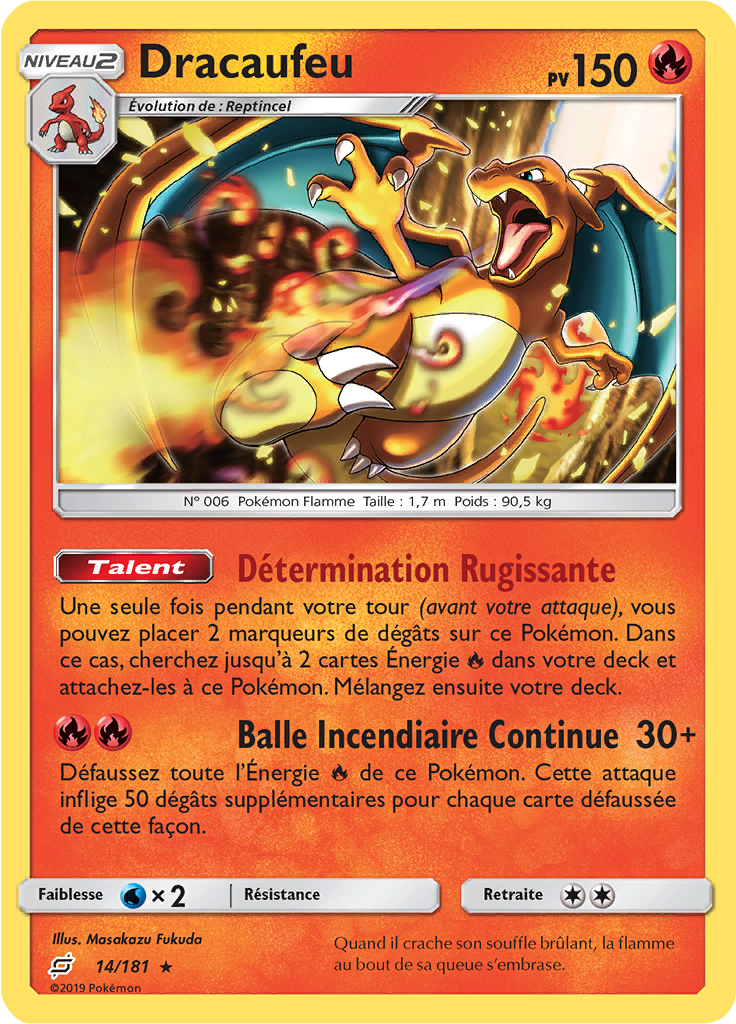 NIVEAU2 Dracaufeu PV150
Évolution de : Reptincel
N° 006 Pokémon Flamme Taille : 1,7 m Poids : 90,5 kg
Talent Détermination Rugissante
Une seule fois pendant votre tour (avant votre attaque), vous
pouvez placer 2 marqueurs de dégâts sur ce Pokémon. Dans
ce cas, cherchez jusqu'à 2 cartes Énergie dans votre deck et
attachez-les à ce Pokémon. Mélangez ensuite votre deck.
Balle Incendiaire Continue 30+
Défaussez toute l'Énergie de ce Pokémon. Cette attaque
inflige 50 dégâts supplémentaires pour chaque carte défaussée
de cette façon.
Faiblesse ×2 Résistance Retraite
Illus. Masakazu Fukuda
14/181 ★
©2019 Pokémon
Quand il crache son souffle brûlant, la flamme
au bout de sa queue s'embrase.